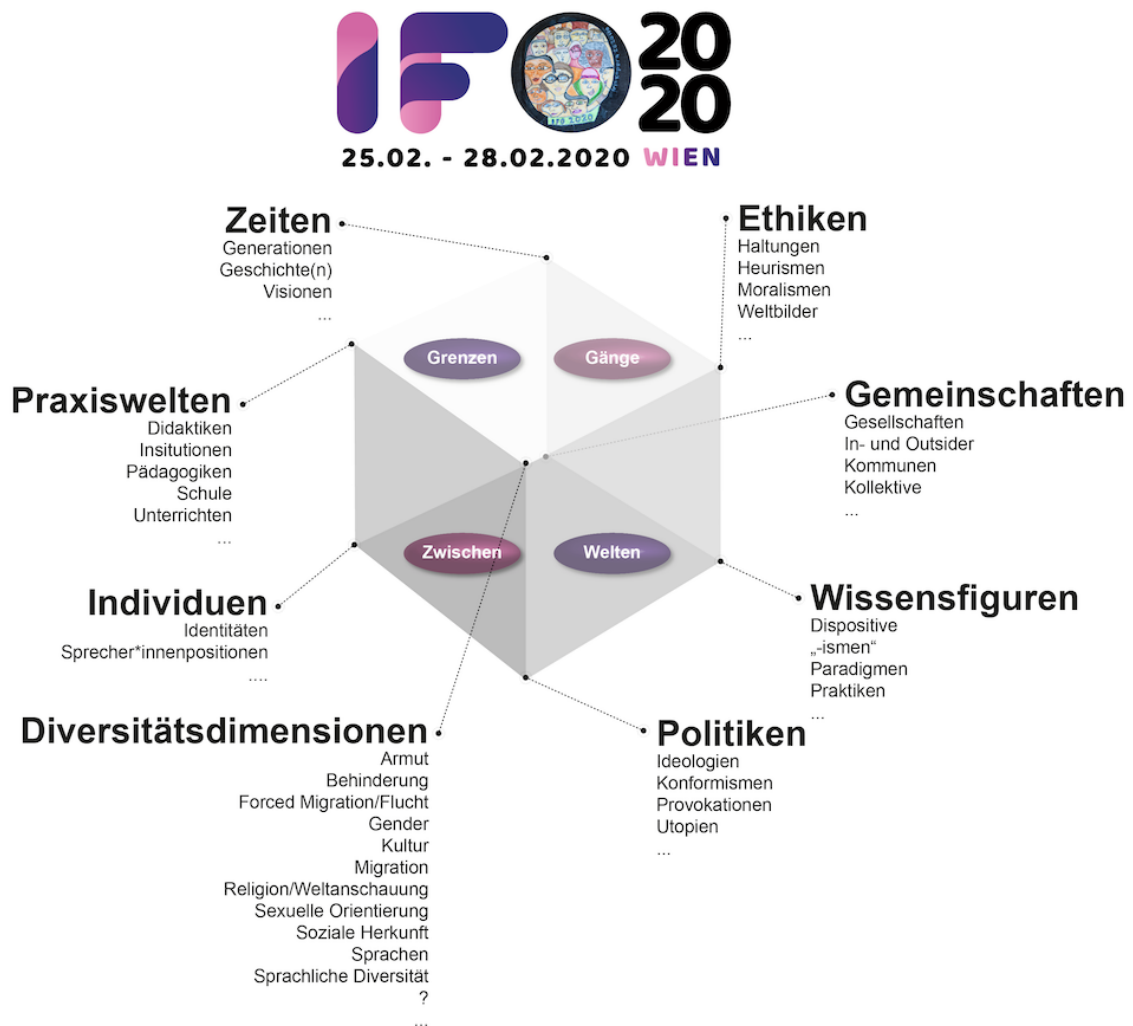 IFO 2020
25.02. - 28.02.2020 WIEN
Zeiten
Generationen
Geschichte(n)
Visionen
...
Ethiken
Haltungen
Heurismen
Moralismen
Weltbilder
...
Grenzen
Gänge
Praxiswelten
Didaktiken
Insitutionen
Pädagogiken
Schule
Unterrichten
...
Gemeinschaften
Gesellschaften
In- und Outsider
Kommunen
Kollektive
...
Zwischen
Welten
Individuen
Identitäten
Sprecher*innenpositionen
....
Wissensfiguren
Dispositive
„-ismen“
Paradigmen
Praktiken
...
Diversitätsdimensionen
Armut
Behinderung
Forced Migration/Flucht
Gender
Kultur
Migration
Religion/Weltanschauung
Sexuelle Orientierung
Soziale Herkunft
Sprachen
Sprachliche Diversität
?
...
Politiken
Ideologien
Konformismen
Provokationen
Utopien
...